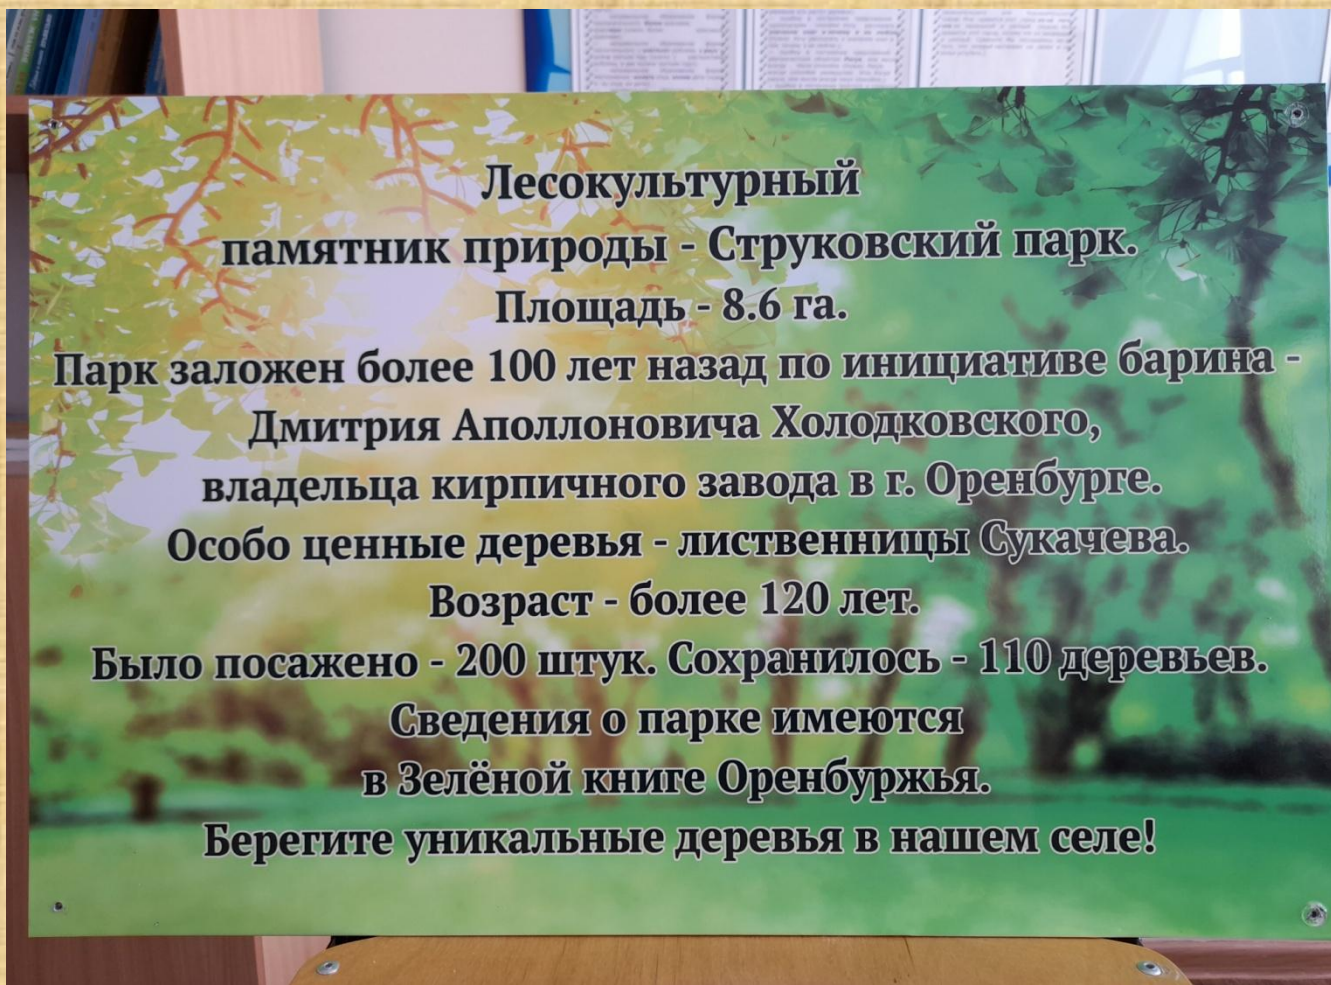 Лесокультурный
памятник природы - Струковский парк.
Площадь - 8.6 га.
Парк заложен более 100 лет назад по инициативе барина -
Дмитрия Аполлоновича Холодковского,
владельца кирпичного завода в г. Оренбурге.
Особо ценные деревья - лиственницы Сукачева.
Возраст - более 120 лет.
Было посажено - 200 штук. Сохранилось - 110 деревьев.
Сведения о парке имеются
в Зелёной книге Оренбуржья.
Берегите уникальные деревья в нашем селе!